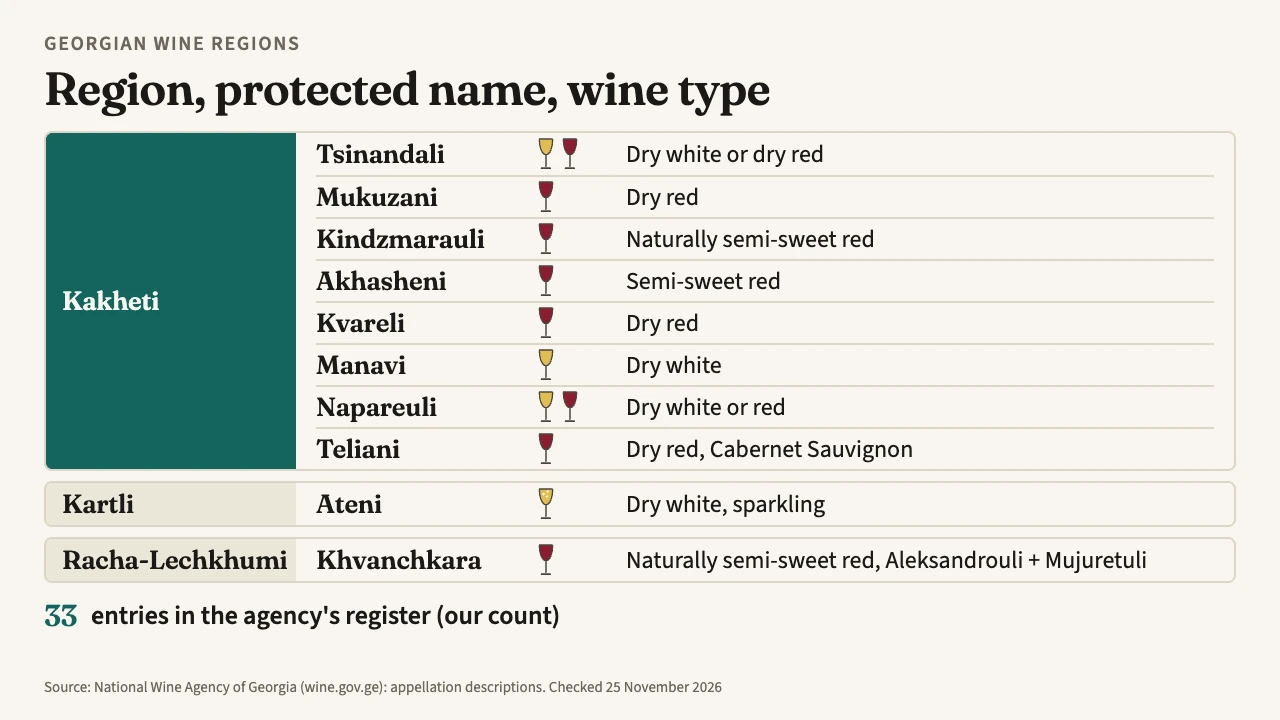 GEORGIAN WINE REGIONS
Region, protected name, wine type
Kakheti
Tsinandali Dry white or dry red
Mukuzani Dry red
Kindzmarauli Naturally semi-sweet red
Akhasheni Semi-sweet red
Kvareli Dry red
Manavi Dry white
Napareuli Dry white or red
Teliani Dry red, Cabernet Sauvignon
Kartli Ateni Dry white, sparkling
Racha-Lechkhumi Khvanchkara Naturally semi-sweet red, Aleksandrouli + Mujuretuli
33 entries in the agency's register (our count)
Source: National Wine Agency of Georgia (wine.gov.ge): appellation descriptions. Checked 25 November 2026